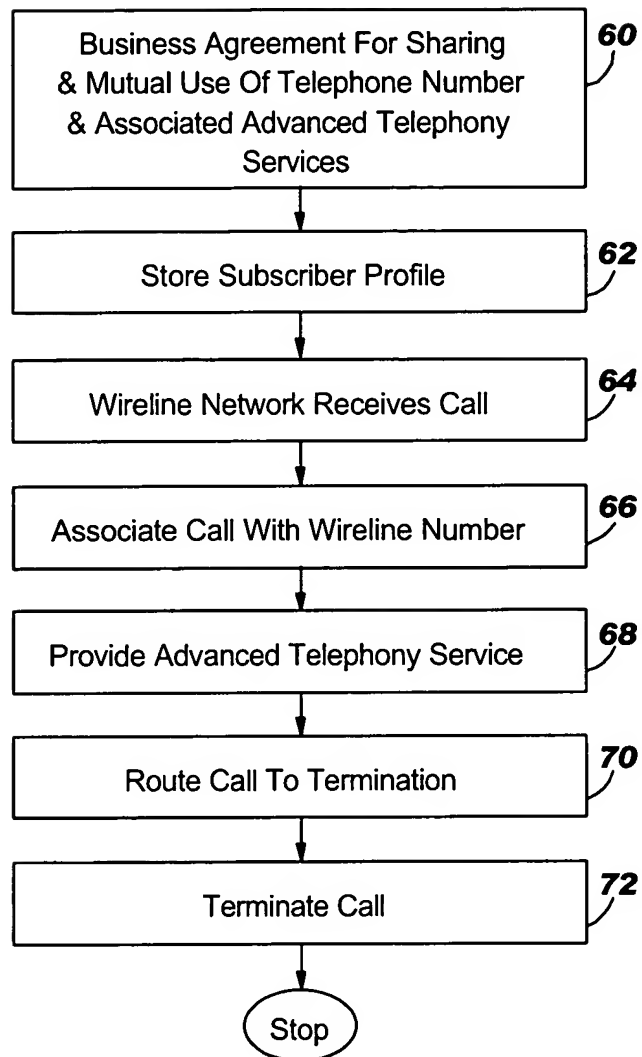 Business Agreement For Sharing
& Mutual Use Of Telephone Number
& Associated Advanced Telephony
Services
60
Store Subscriber Profile
62
Wireline Network Receives Call
64
Associate Call With Wireline Number
66
Provide Advanced Telephony Service
68
Route Call To Termination
70
Terminate Call
72
Stop